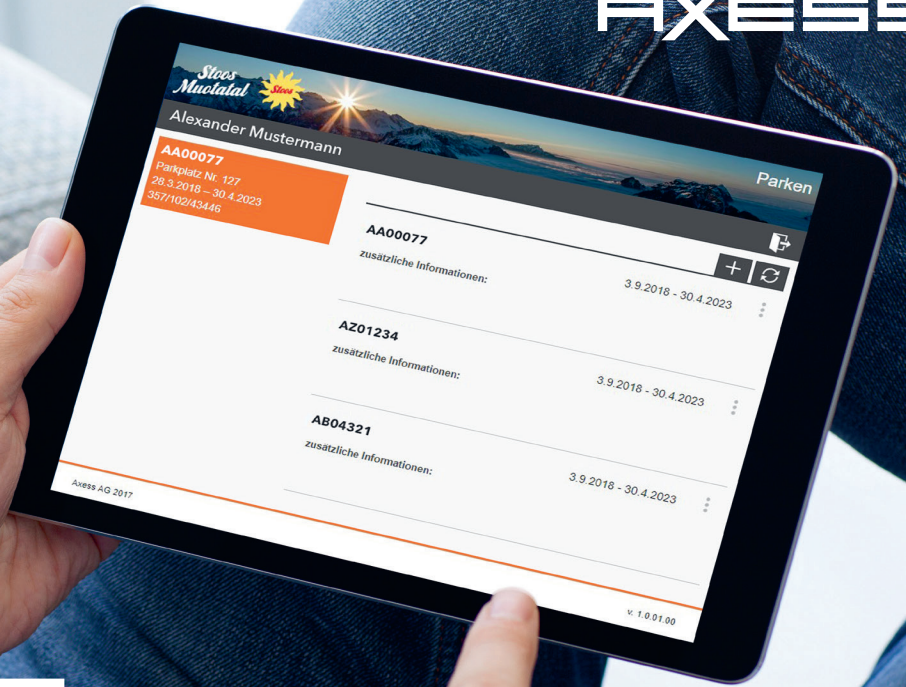 AXESS
Stoos
Muotatal
Stoos
Parken
Alexander Mustermann
AA00077
Parkplatz Nr. 127
28.3.2018 – 30.4.2023
357/102/43446
AA00077
3.9.2018 - 30.4.2023
zusätzliche Informationen:
AZ01234
3.9.2018 - 30.4.2023
zusätzliche Informationen:
AB04321
3.9.2018 - 30.4.2023
zusätzliche Informationen:
Axess AG 2017
v. 1.0.01.00